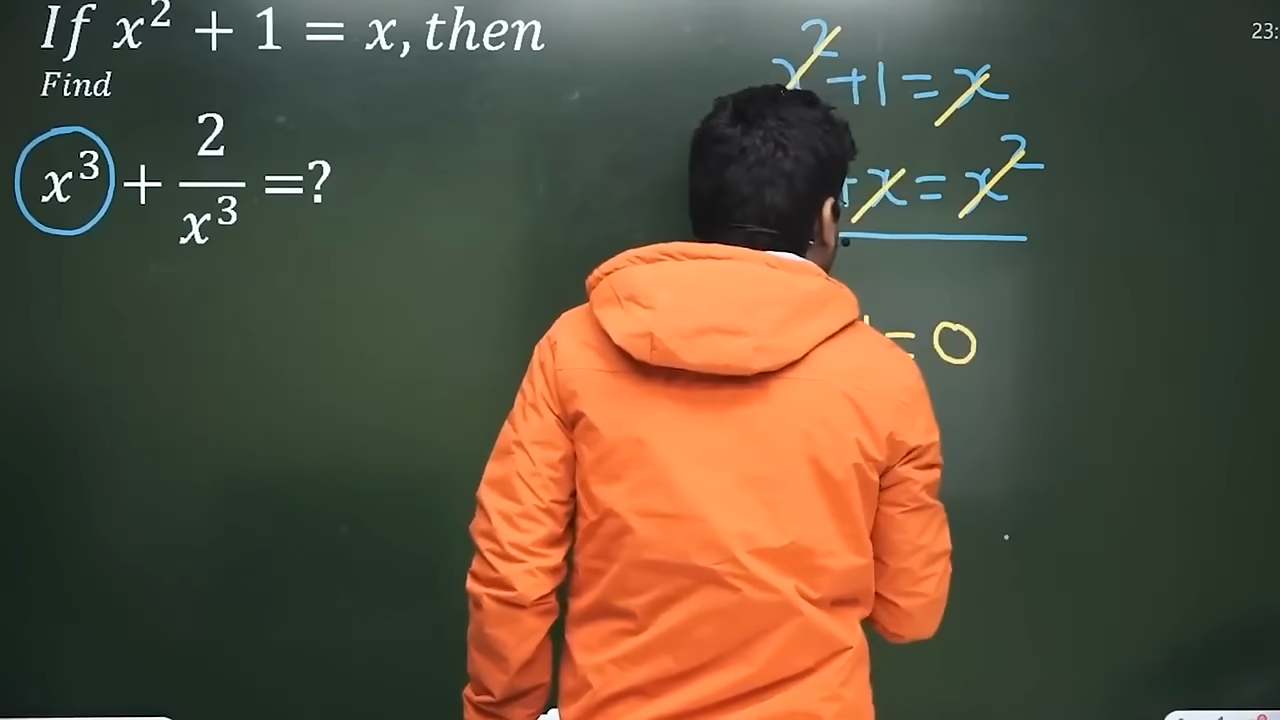 If x² + 1 = x, then
Find
x³ + 2/x³ =?
x² + 1 = x
+ x = x²
= 0
23: